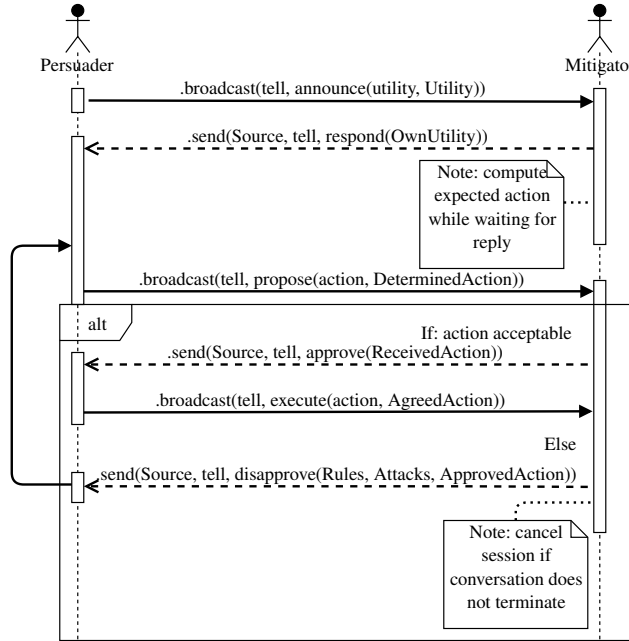 Persuader
Mitigato
.broadcast(tell, announce(utility, Utility))
.send(Source, tell, respond(OwnUtility))
Note: compute
expected action
while waiting for
reply
.broadcast(tell, propose(action, DeterminedAction))
alt
If: action acceptable
.send(Source, tell, approve(ReceivedAction))
.broadcast(tell, execute(action, AgreedAction))
Else
.send(Source, tell, disapprove(Rules, Attacks, ApprovedAction))
Note: cancel
session if
conversation does
not terminate